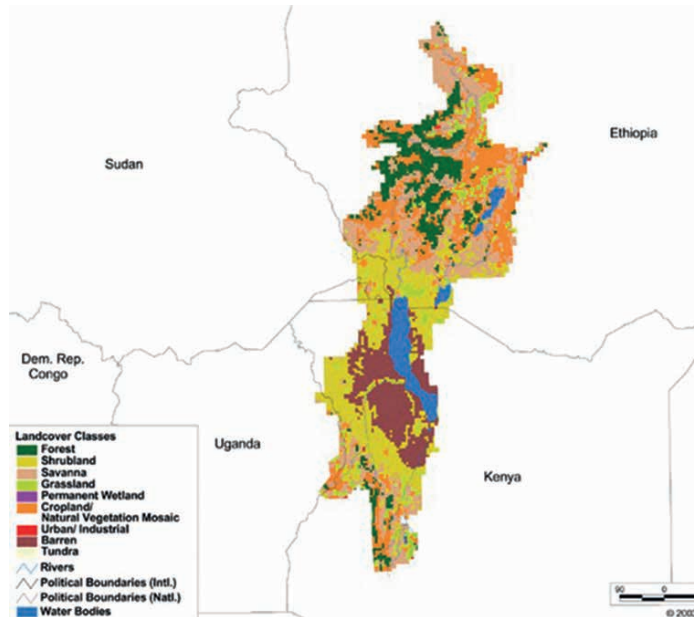 Sudan
Ethiopia
Dem. Rep.
Congo
Uganda
Kenya
Landcover Classes
Forest
Shrubland
Savanna
Grassland
Permanent Wetland
Cropland/
Natural Vegetation Mosaic
Urban/ Industrial
Barren
Tundra
Rivers
Political Boundaries (Intl.)
Political Boundaries (Natl.)
Water Bodies
90 0